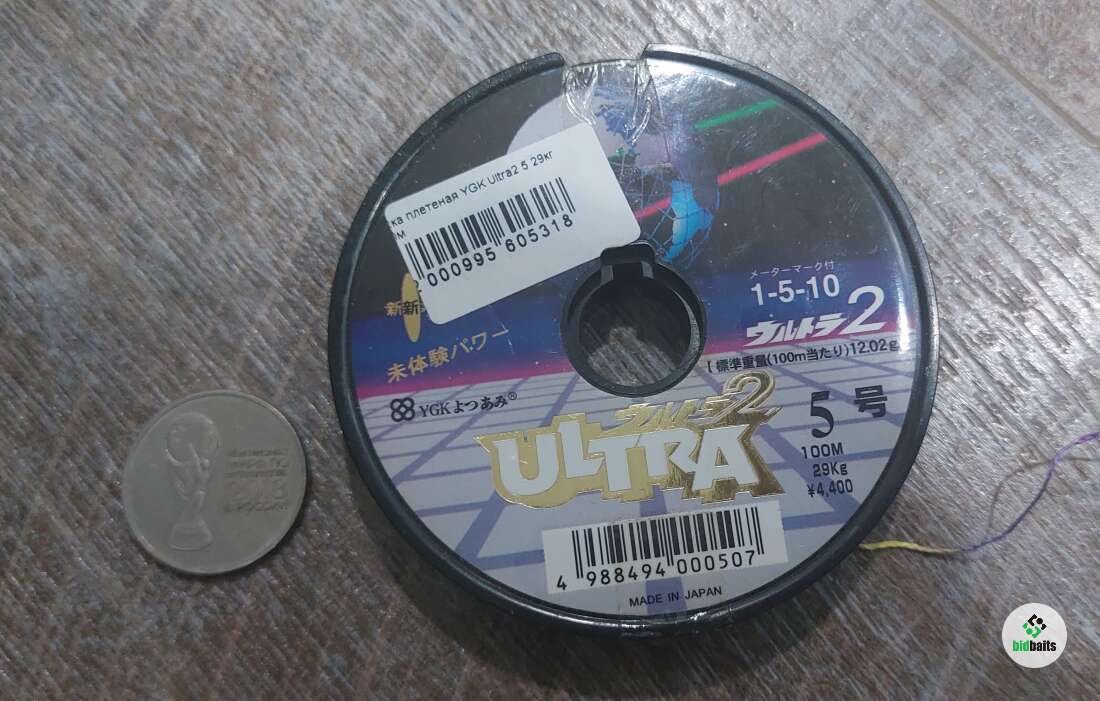 ка плетеная YGK Ultra2 5 29кг
000995 605318
メーターマーク付
1-5-10
ウルトラ2
未体験パワー
【標準重量(100m当たり)12.02g
YGKよつあみ®
ウルトラ2
ULTRA
5号
100M
29Kg
¥4,400
4 988494 000507
MADE IN JAPAN
bidbaits